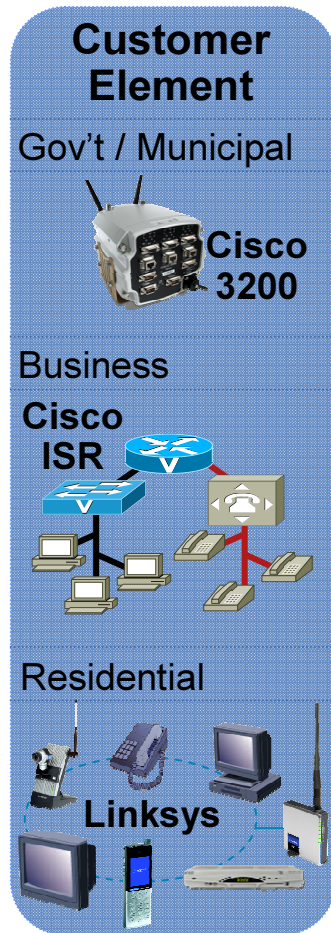 Customer
Element
Gov't / Municipal
Cisco
3200
Business
Cisco
ISR
V
V
Residential
Linksys